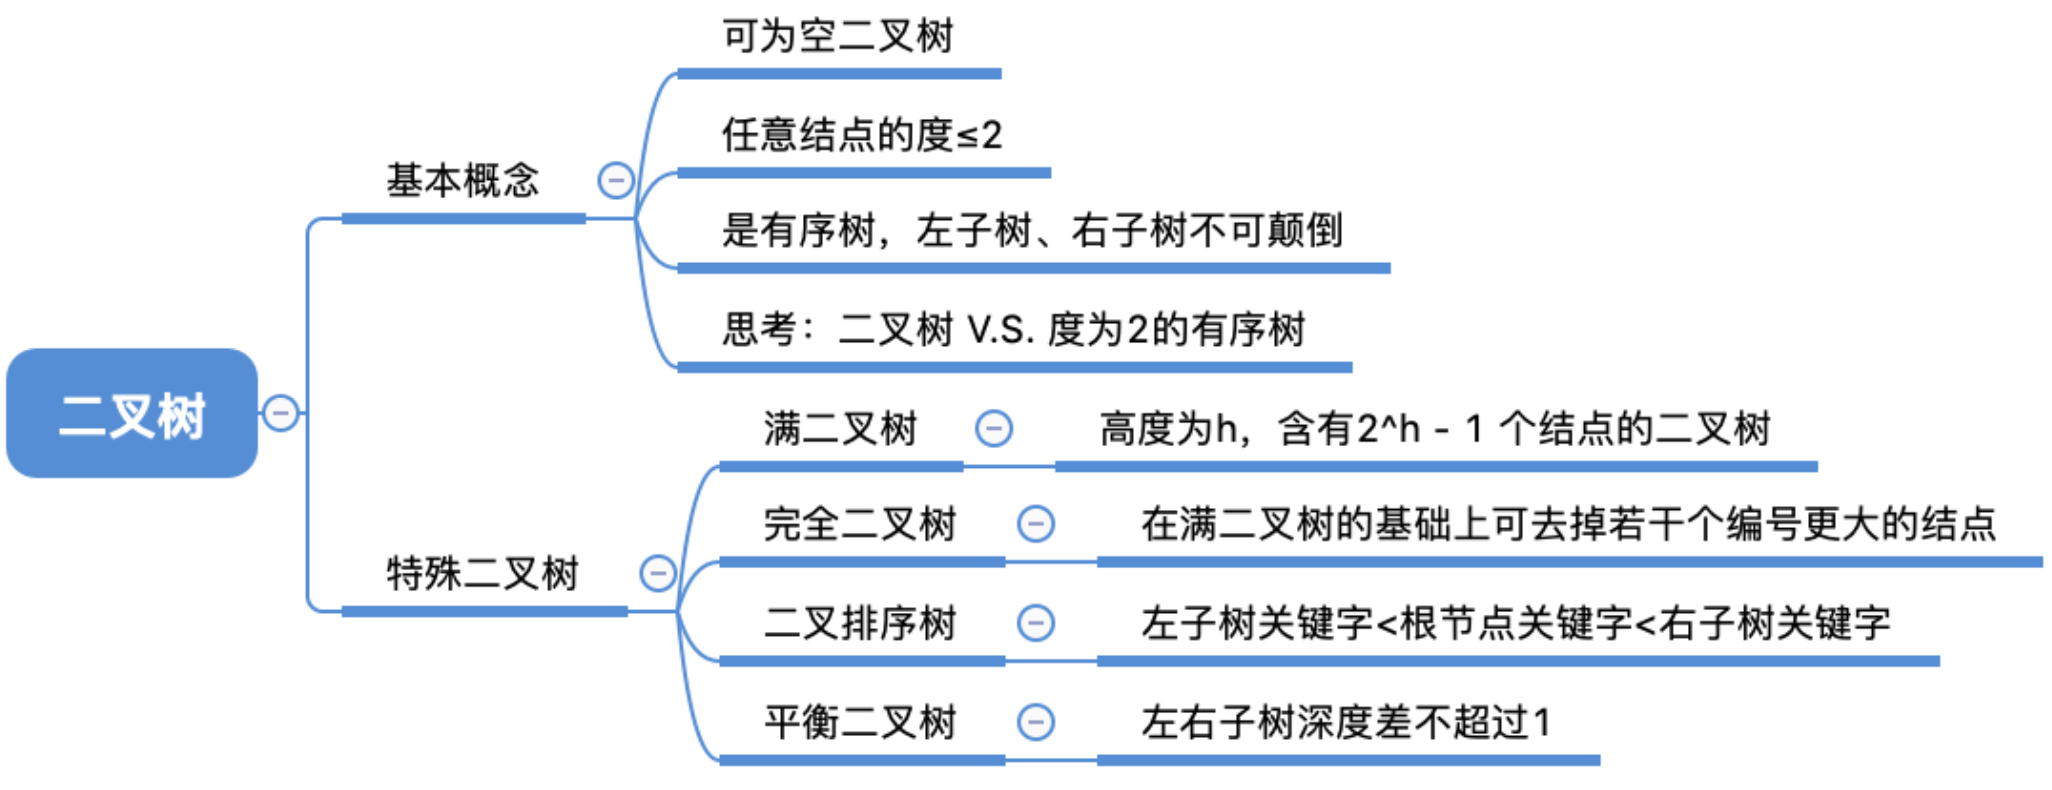 二叉树
基本概念
可为空二叉树
任意结点的度≤2
是有序树，左子树、右子树不可颠倒
思考：二叉树 V.S. 度为2的有序树
特殊二叉树
满二叉树
高度为h，含有2^h - 1 个结点的二叉树
完全二叉树
在满二叉树的基础上可去掉若干个编号更大的结点
二叉排序树
左子树关键字<根节点关键字<右子树关键字
平衡二叉树
左右子树深度差不超过1